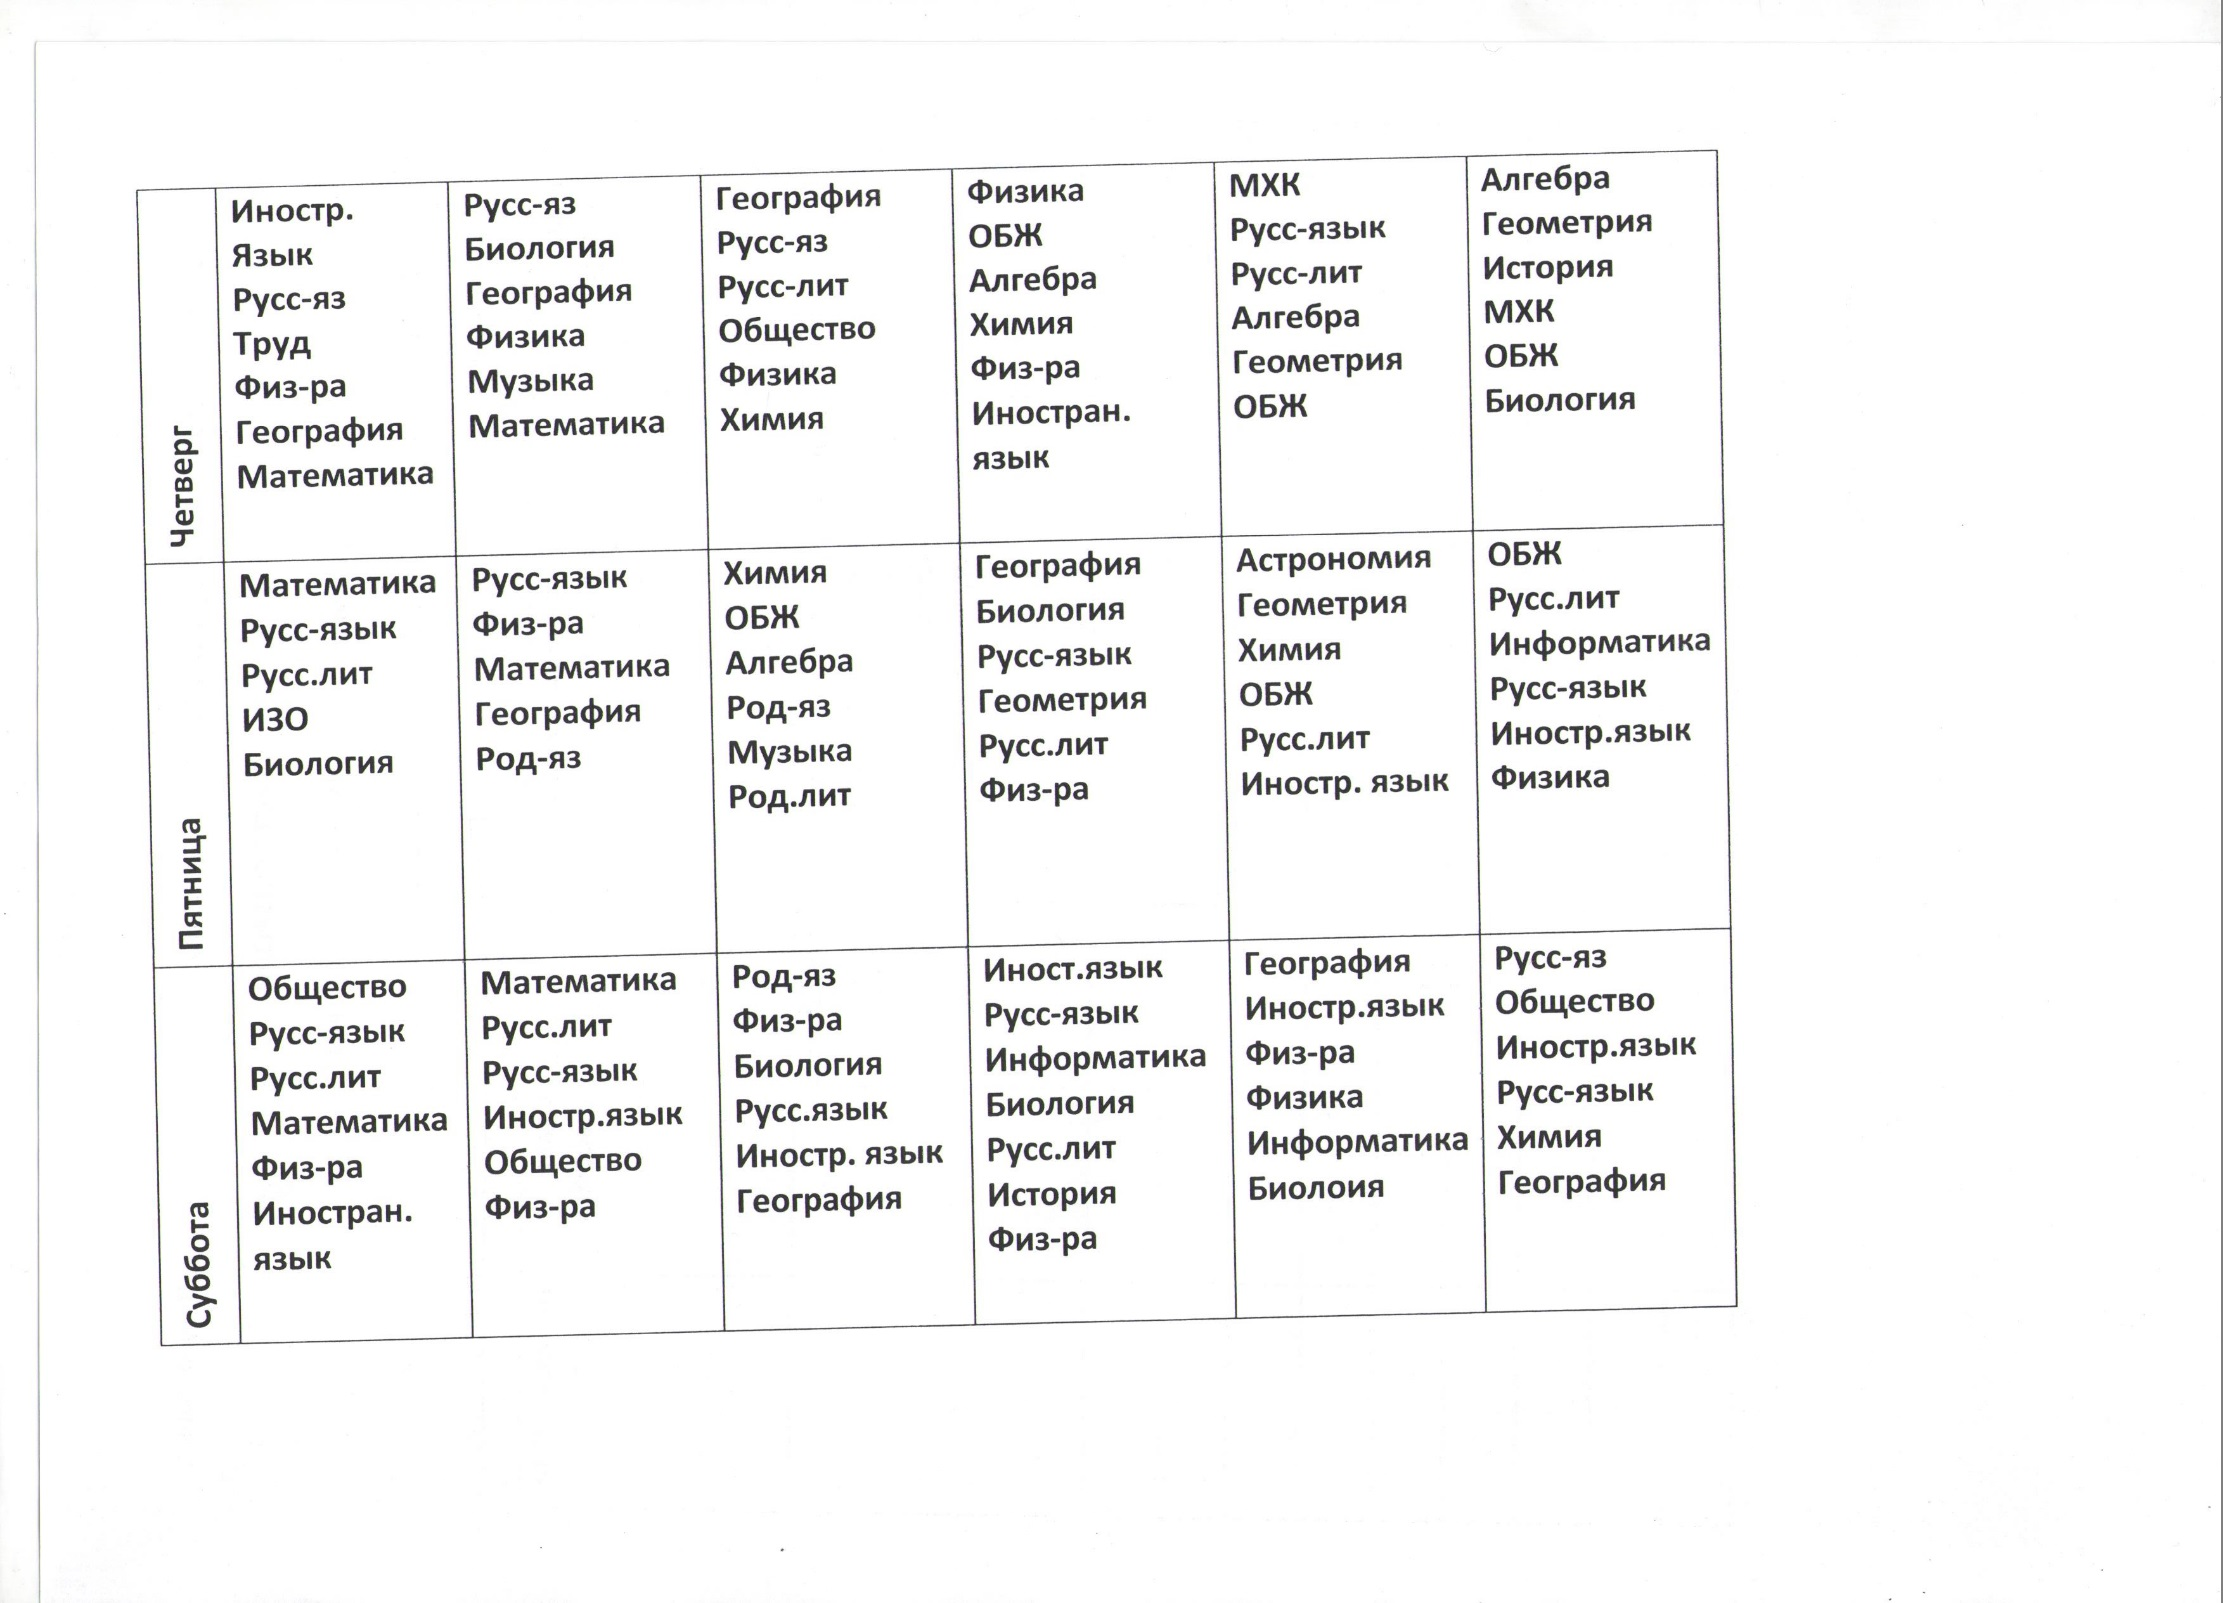 Четверг
Иностр.
Язык
Русс-яз
Труд
Физ-ра
География
Математика
Русс-яз
Биология
География
Физика
Музыка
Математика
География
Русс-яз
Русс-лит
Общество
Физика
Химия
Физика
ОБЖ
Алгебра
Химия
Физ-ра
Иностран.
язык
МХК
Русс-язык
Русс-лит
Алгебра
Геометрия
ОБЖ
Алгебра
Геометрия
История
МХК
ОБЖ
Биология
Пятница
Математика
Русс-язык
Русс.лит
ИЗО
Биология
Русс-язык
Физ-ра
Математика
География
Род-яз
Химия
ОБЖ
Алгебра
Род-яз
Музыка
Род.лит
География
Биология
Русс-язык
Геометрия
Русс.лит
Физ-ра
Астрономия
Геометрия
Химия
ОБЖ
Русс.лит
Иностр. язык
ОБЖ
Русс.лит
Информатика
Русс-язык
Иностр.язык
Физика
Суббота
Общество
Русс-язык
Русс.лит
Математика
Физ-ра
Иностран.
язык
Математика
Русс.лит
Русс-язык
Иностр.язык
Общество
Физ-ра
Род-яз
Физ-ра
Биология
Русс.язык
Иностр. язык
География
Иност.язык
Русс-язык
Информатика
Биология
Русс.лит
История
Физ-ра
География
Иностр.язык
Физ-ра
Физика
Информатика
Биолоия
Русс-яз
Общество
Иностр.язык
Русс-язык
Химия
География